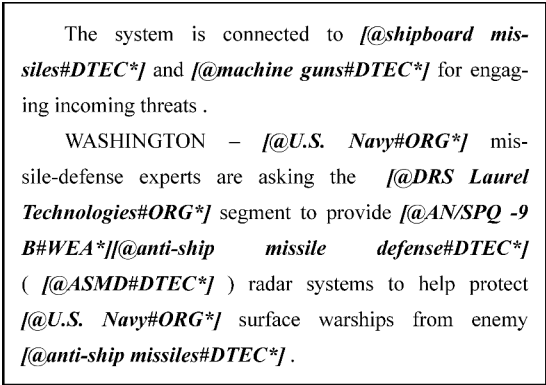 The system is connected to [@shipboard mis-
siles#DTEC*] and [@machine guns#DTEC*] for engag-
ing incoming threats .
WASHINGTON – [@U.S. Navy#ORG*] mis-
sile-defense experts are asking the [@DRS Laurel
Technologies#ORG*] segment to provide [@AN/SPQ -9
B#WEA*][@anti-ship missile defense#DTEC*]
( [@ASMD#DTEC*] ) radar systems to help protect
[@U.S. Navy#ORG*] surface warships from enemy
[@anti-ship missiles#DTEC*] .